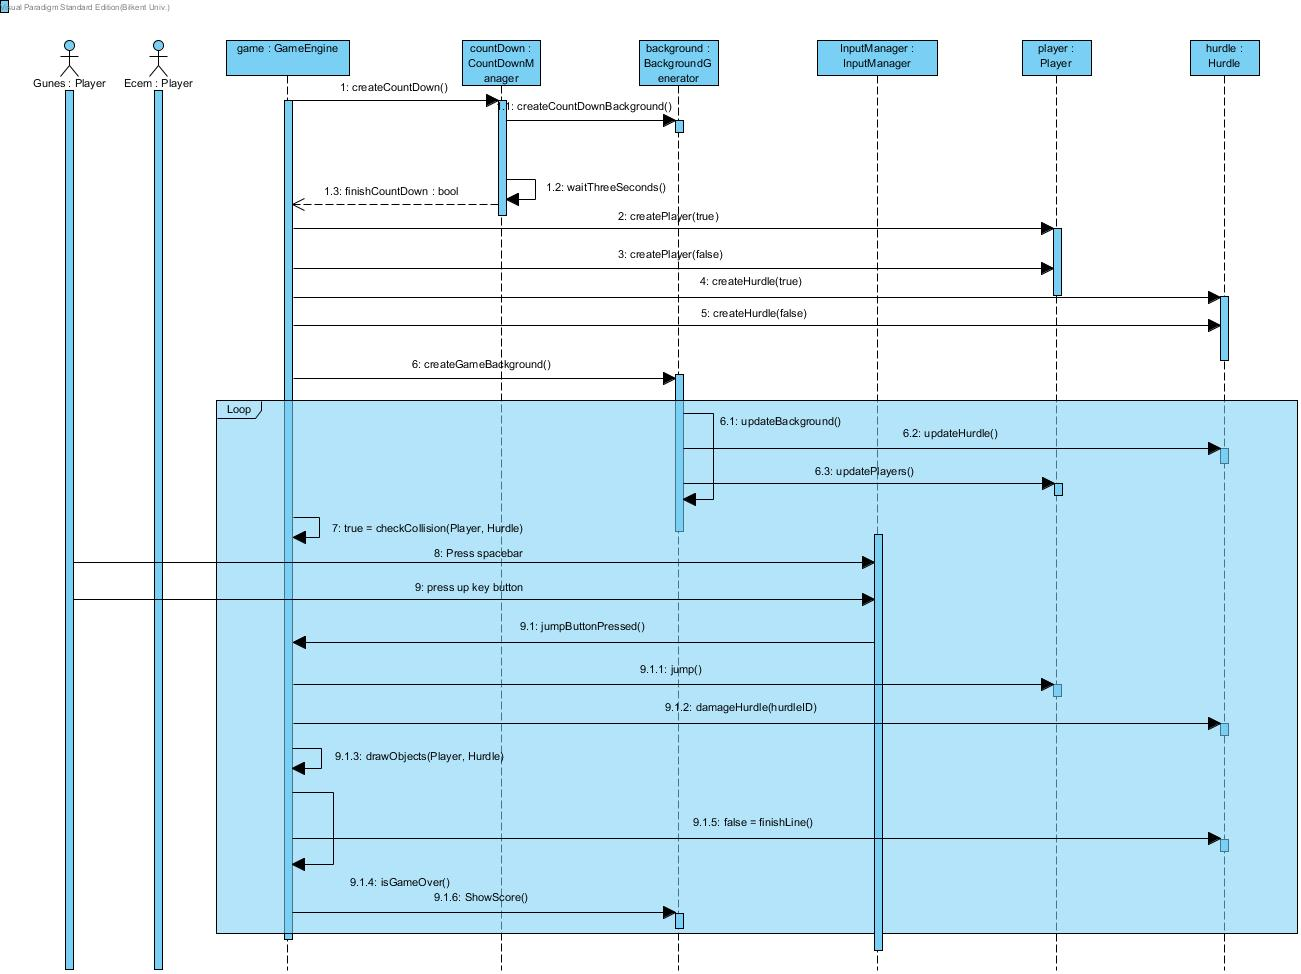 Visual Paradigm Standard Edition(Bilkent Univ.)
Gunes : Player
Ecem : Player
game : GameEngine
countDown :
CountDownM
anager
background :
BackgroundG
enerator
InputManager :
InputManager
player :
Player
hurdle :
Hurdle
1: createCountDown()
1.1: createCountDownBackground()
1.2: waitThreeSeconds()
1.3: finishCountDown : bool
2: createPlayer(true)
3: createPlayer(false)
4: createHurdle(true)
5: createHurdle(false)
6: createGameBackground()
Loop
6.1: updateBackground()
6.2: updateHurdle()
6.3: updatePlayers()
7: true = checkCollision(Player, Hurdle)
8: Press spacebar
9: press up key button
9.1: jumpButtonPressed()
9.1.1: jump()
9.1.2: damageHurdle(hurdleID)
9.1.3: drawObjects(Player, Hurdle)
9.1.5: false = finishLine()
9.1.4: isGameOver()
9.1.6: ShowScore()